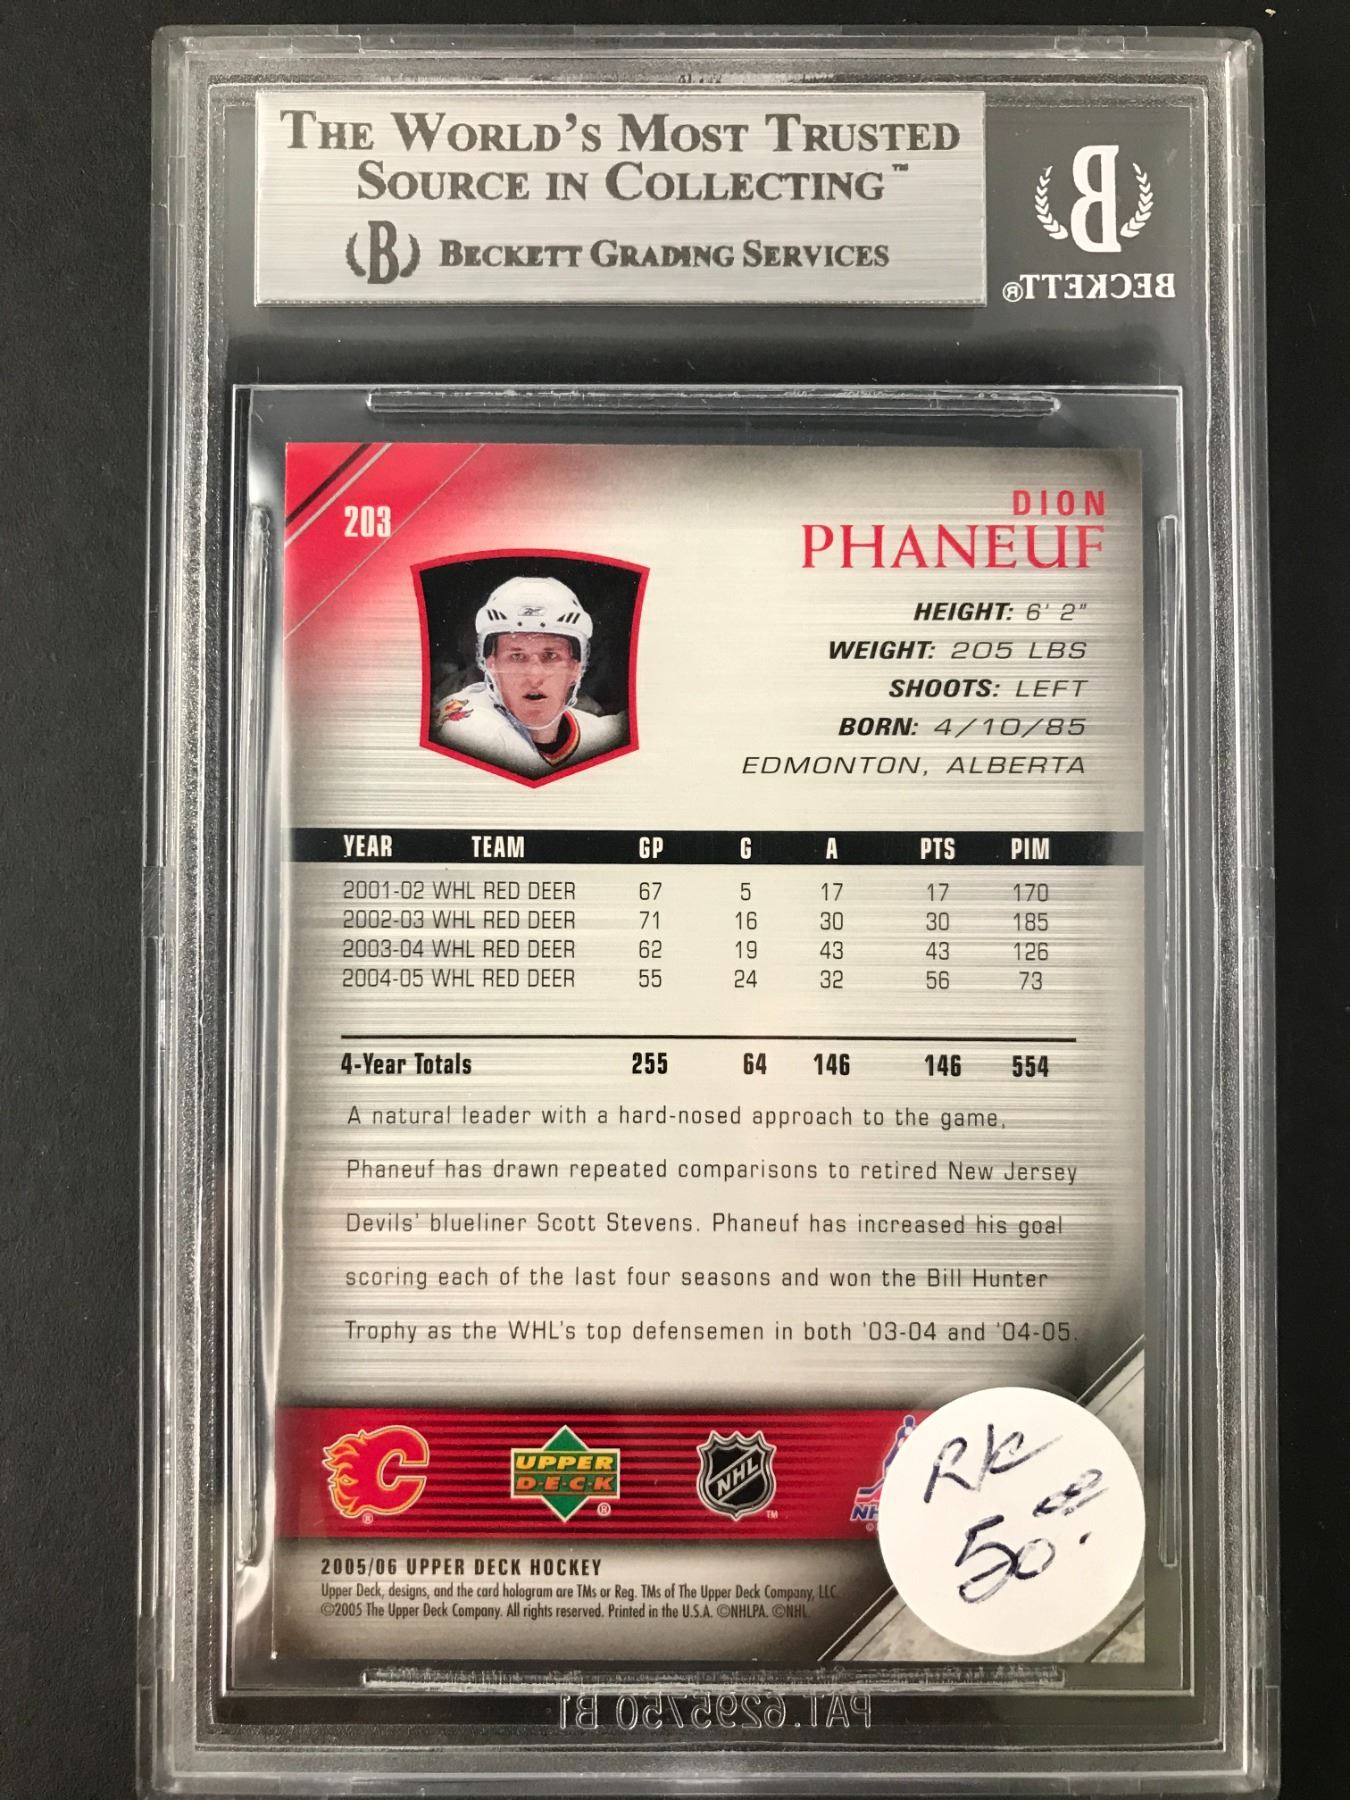 THE WORLD'S MOST TRUSTED
SOURCE IN COLLECTING™
B BECKETT GRADING SERVICES
B
BECKETT®
203
DION
PHANEUF
HEIGHT: 6' 2"
WEIGHT: 205 LBS
SHOOTS: LEFT
BORN: 4/10/85
EDMONTON, ALBERTA
YEAR TEAM GP G A PTS PIM
2001-02 WHL RED DEER 67 5 17 17 170
2002-03 WHL RED DEER 71 16 30 30 185
2003-04 WHL RED DEER 62 19 43 43 126
2004-05 WHL RED DEER 55 24 32 56 73
4-Year Totals 255 64 146 146 554
A natural leader with a hard-nosed approach to the game,
Phaneuf has drawn repeated comparisons to retired New Jersey
Devils' blueliner Scott Stevens. Phaneuf has increased his goal
scoring each of the last four seasons and won the Bill Hunter
Trophy as the WHL's top defensemen in both '03-04 and '04-05.
C ®
UPPER
D·E·C·K ®
NHL ™
NH
©
R/C
50.00
2005/06 UPPER DECK HOCKEY
Upper Deck, designs, and the card hologram are TMs or Reg. TMs of The Upper Deck Company, LLC.
©2005 The Upper Deck Company. All rights reserved. Printed in the U.S.A. ©NHLPA. ©NHL.
PAT.6295750 B1